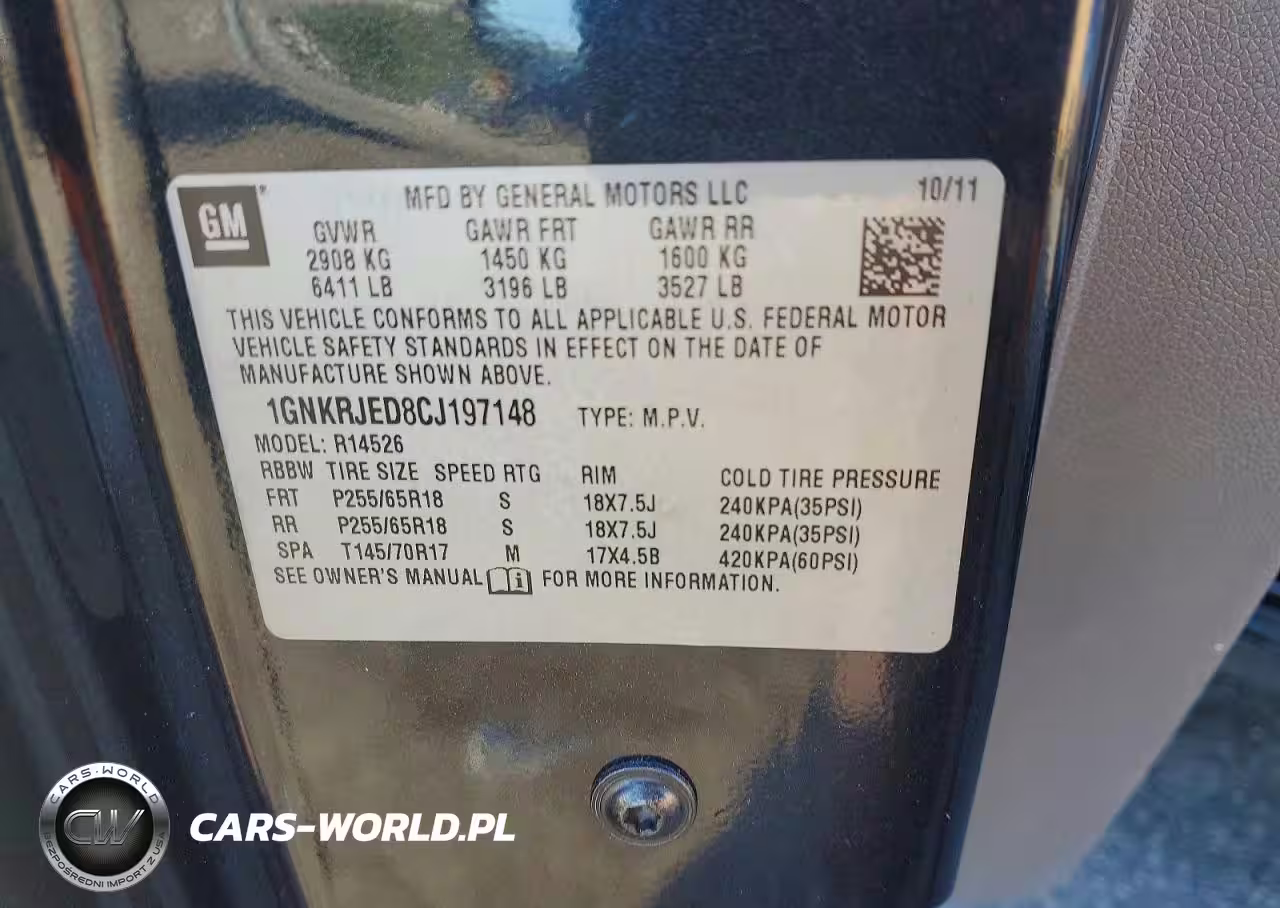 GM ® MFD BY GENERAL MOTORS LLC 10/11
GVWR GAWR FRT GAWR RR
2908 KG 1450 KG 1600 KG
6411 LB 3196 LB 3527 LB
THIS VEHICLE CONFORMS TO ALL APPLICABLE U.S. FEDERAL MOTOR
VEHICLE SAFETY STANDARDS IN EFFECT ON THE DATE OF
MANUFACTURE SHOWN ABOVE.
1GNKRJED8CJ197148 TYPE: M.P.V.
MODEL: R14526
RBBW TIRE SIZE SPEED RTG RIM COLD TIRE PRESSURE
FRT P255/65R18 S 18X7.5J 240KPA(35PSI)
RR P255/65R18 S 18X7.5J 240KPA(35PSI)
SPA T145/70R17 M 17X4.5B 420KPA(60PSI)
SEE OWNER'S MANUAL FOR MORE INFORMATION.
CARS-WORLD
CW
BEZPOŚREDNI IMPORT Z USA
CARS-WORLD.PL